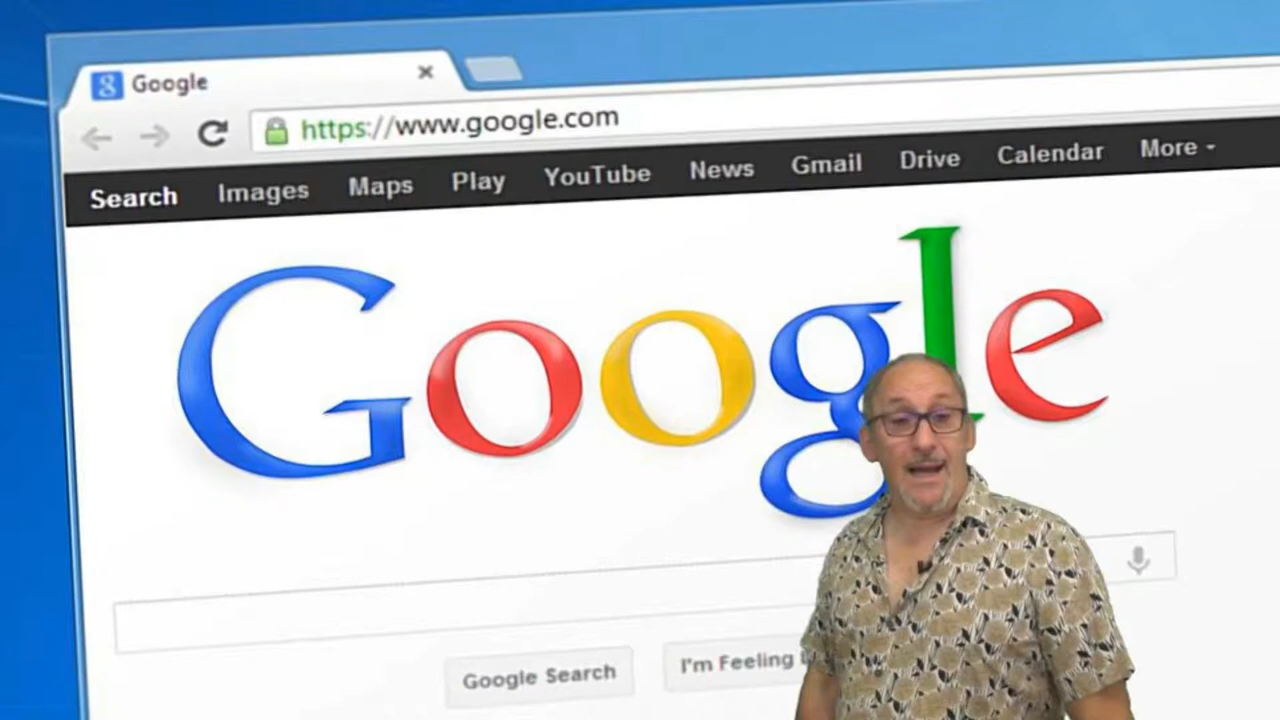 Google
https://www.google.com
Search Images Maps Play YouTube News Gmail Drive Calendar More
Google
Google Search
I'm Feeling